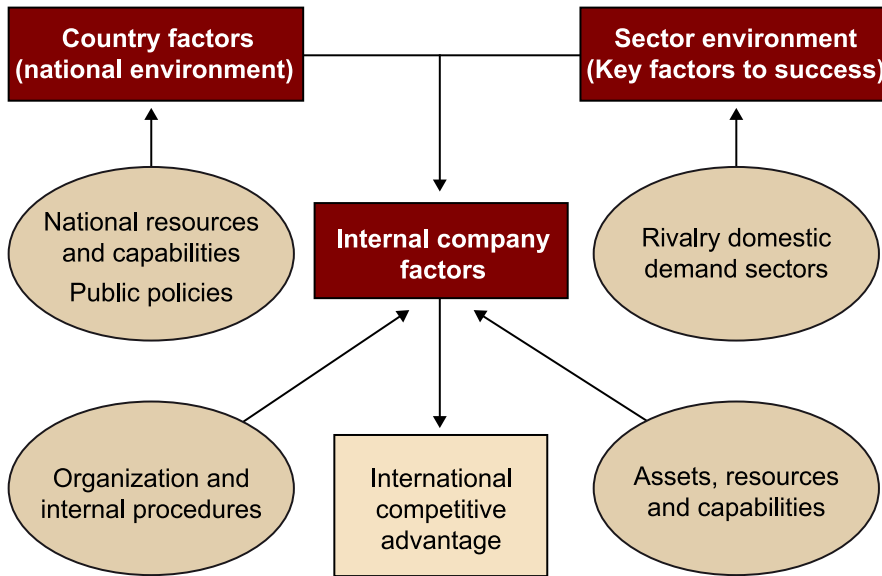 Country factors
(national environment)
Sector environment
(Key factors to success)
National resources
and capabilities
Public policies
Internal company
factors
Rivalry domestic
demand sectors
Organization and
internal procedures
International
competitive
advantage
Assets, resources
and capabilities